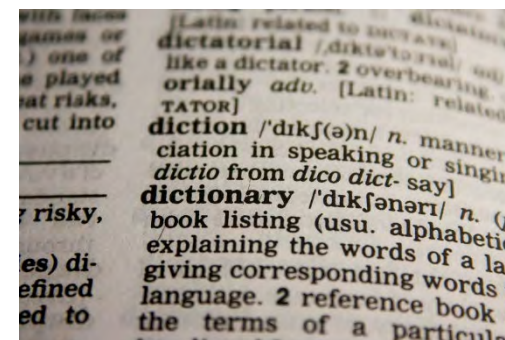 with faces
games or
) one of
e played
eat risks,
cut into
risky,
es) di-
efined
ed to
[Latin: related to DICTATE]
dictatorial /ˌdɪktəˈtɔːrɪəl/ adj.
like a dictator. 2 overbearing.
orially adv. [Latin: related
TATOR]
diction /ˈdɪkʃ(ə)n/ n. manner
ciation in speaking or singin
dictio from dico dict- say]
dictionary /ˈdɪkʃənərɪ/ n. (
book listing (usu. alphabetic
explaining the words of a la
giving corresponding words
language. 2 reference book
the terms of a particula